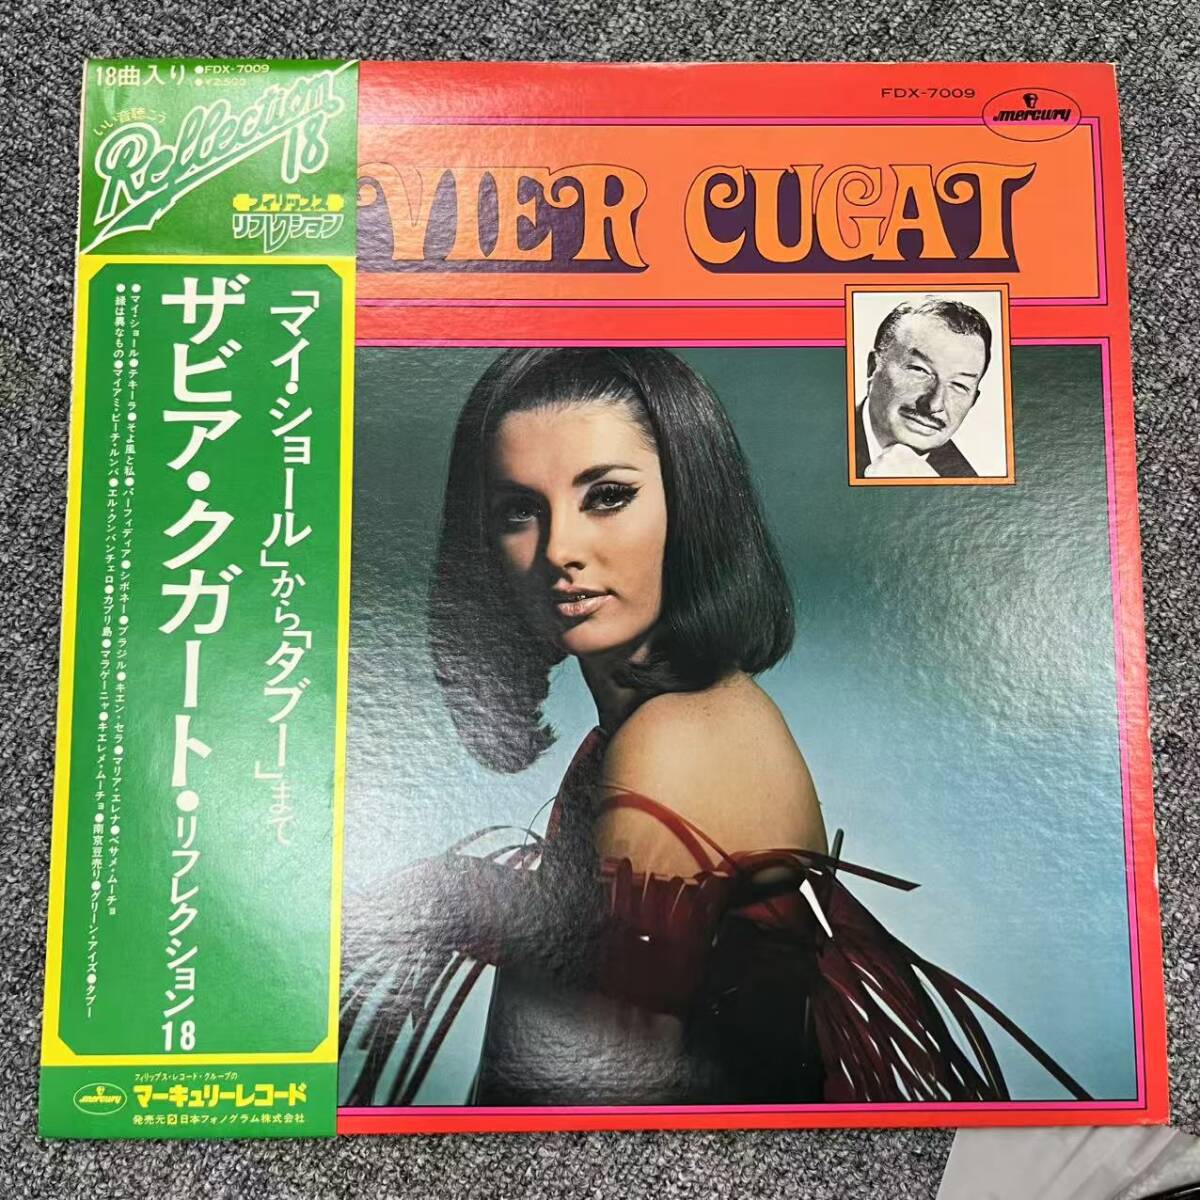 18曲入り
●FDX-7009
●¥2,500
いい音聴こう
Reflection
18
フィリップス
リフレクション
「マイ・ショール」から「タブー」まで
ザビア・クガート・リフレクション18
●マイ・ショール●テキーラ●そよ風と私●パーフィディア●シボネー●ブラジル●キエン・セラ●マリア・エレナ●ベサメ・ムーチョ
●縁は異なもの●マイアミ・ビーチ・ルンバ●エル・クンバンチェロ●カプリ島●マラゲーニャ●キエレメ・ムーチョ●南京豆売り●グリーン・アイズ●タブー
mercury
フィリップス・レコード・グループの
マーキュリーレコード
発売元 日本フォノグラム株式会社
FDX-7009
mercury
VIER CUGAT